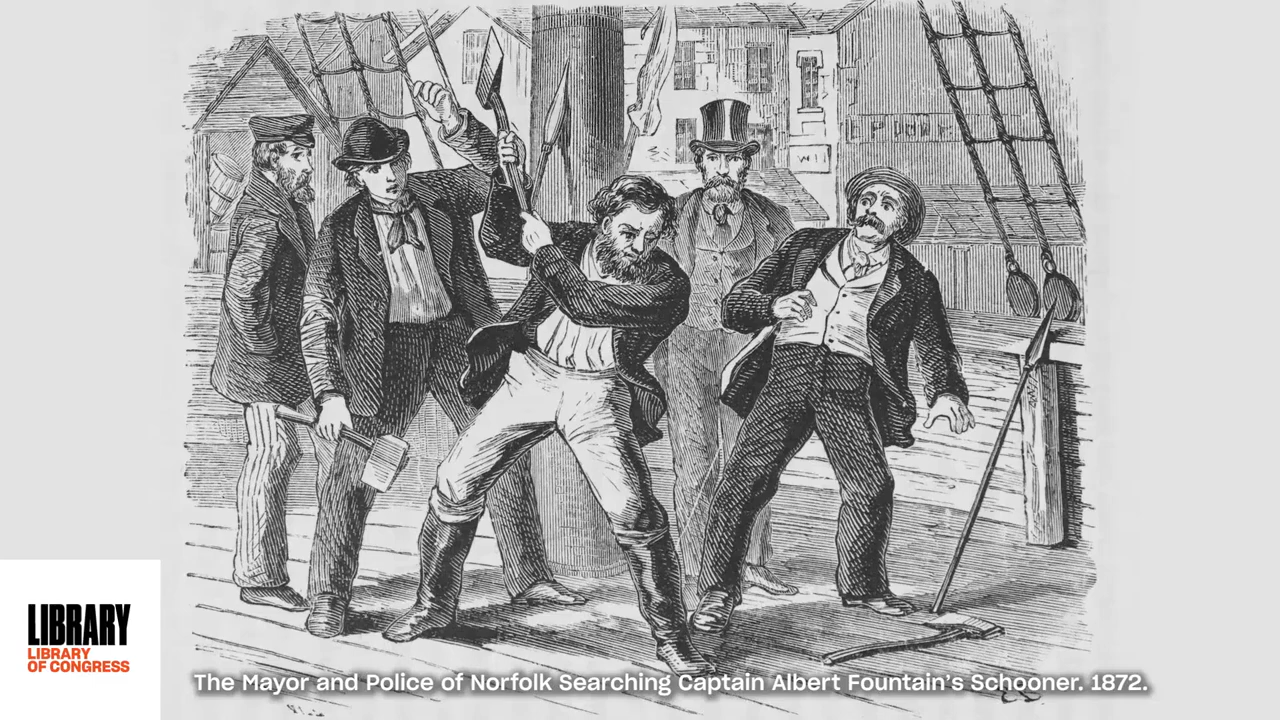 LIBRARY
LIBRARY
OF CONGRESS
The Mayor and Police of Norfolk Searching Captain Albert Fountain's Schooner. 1872.